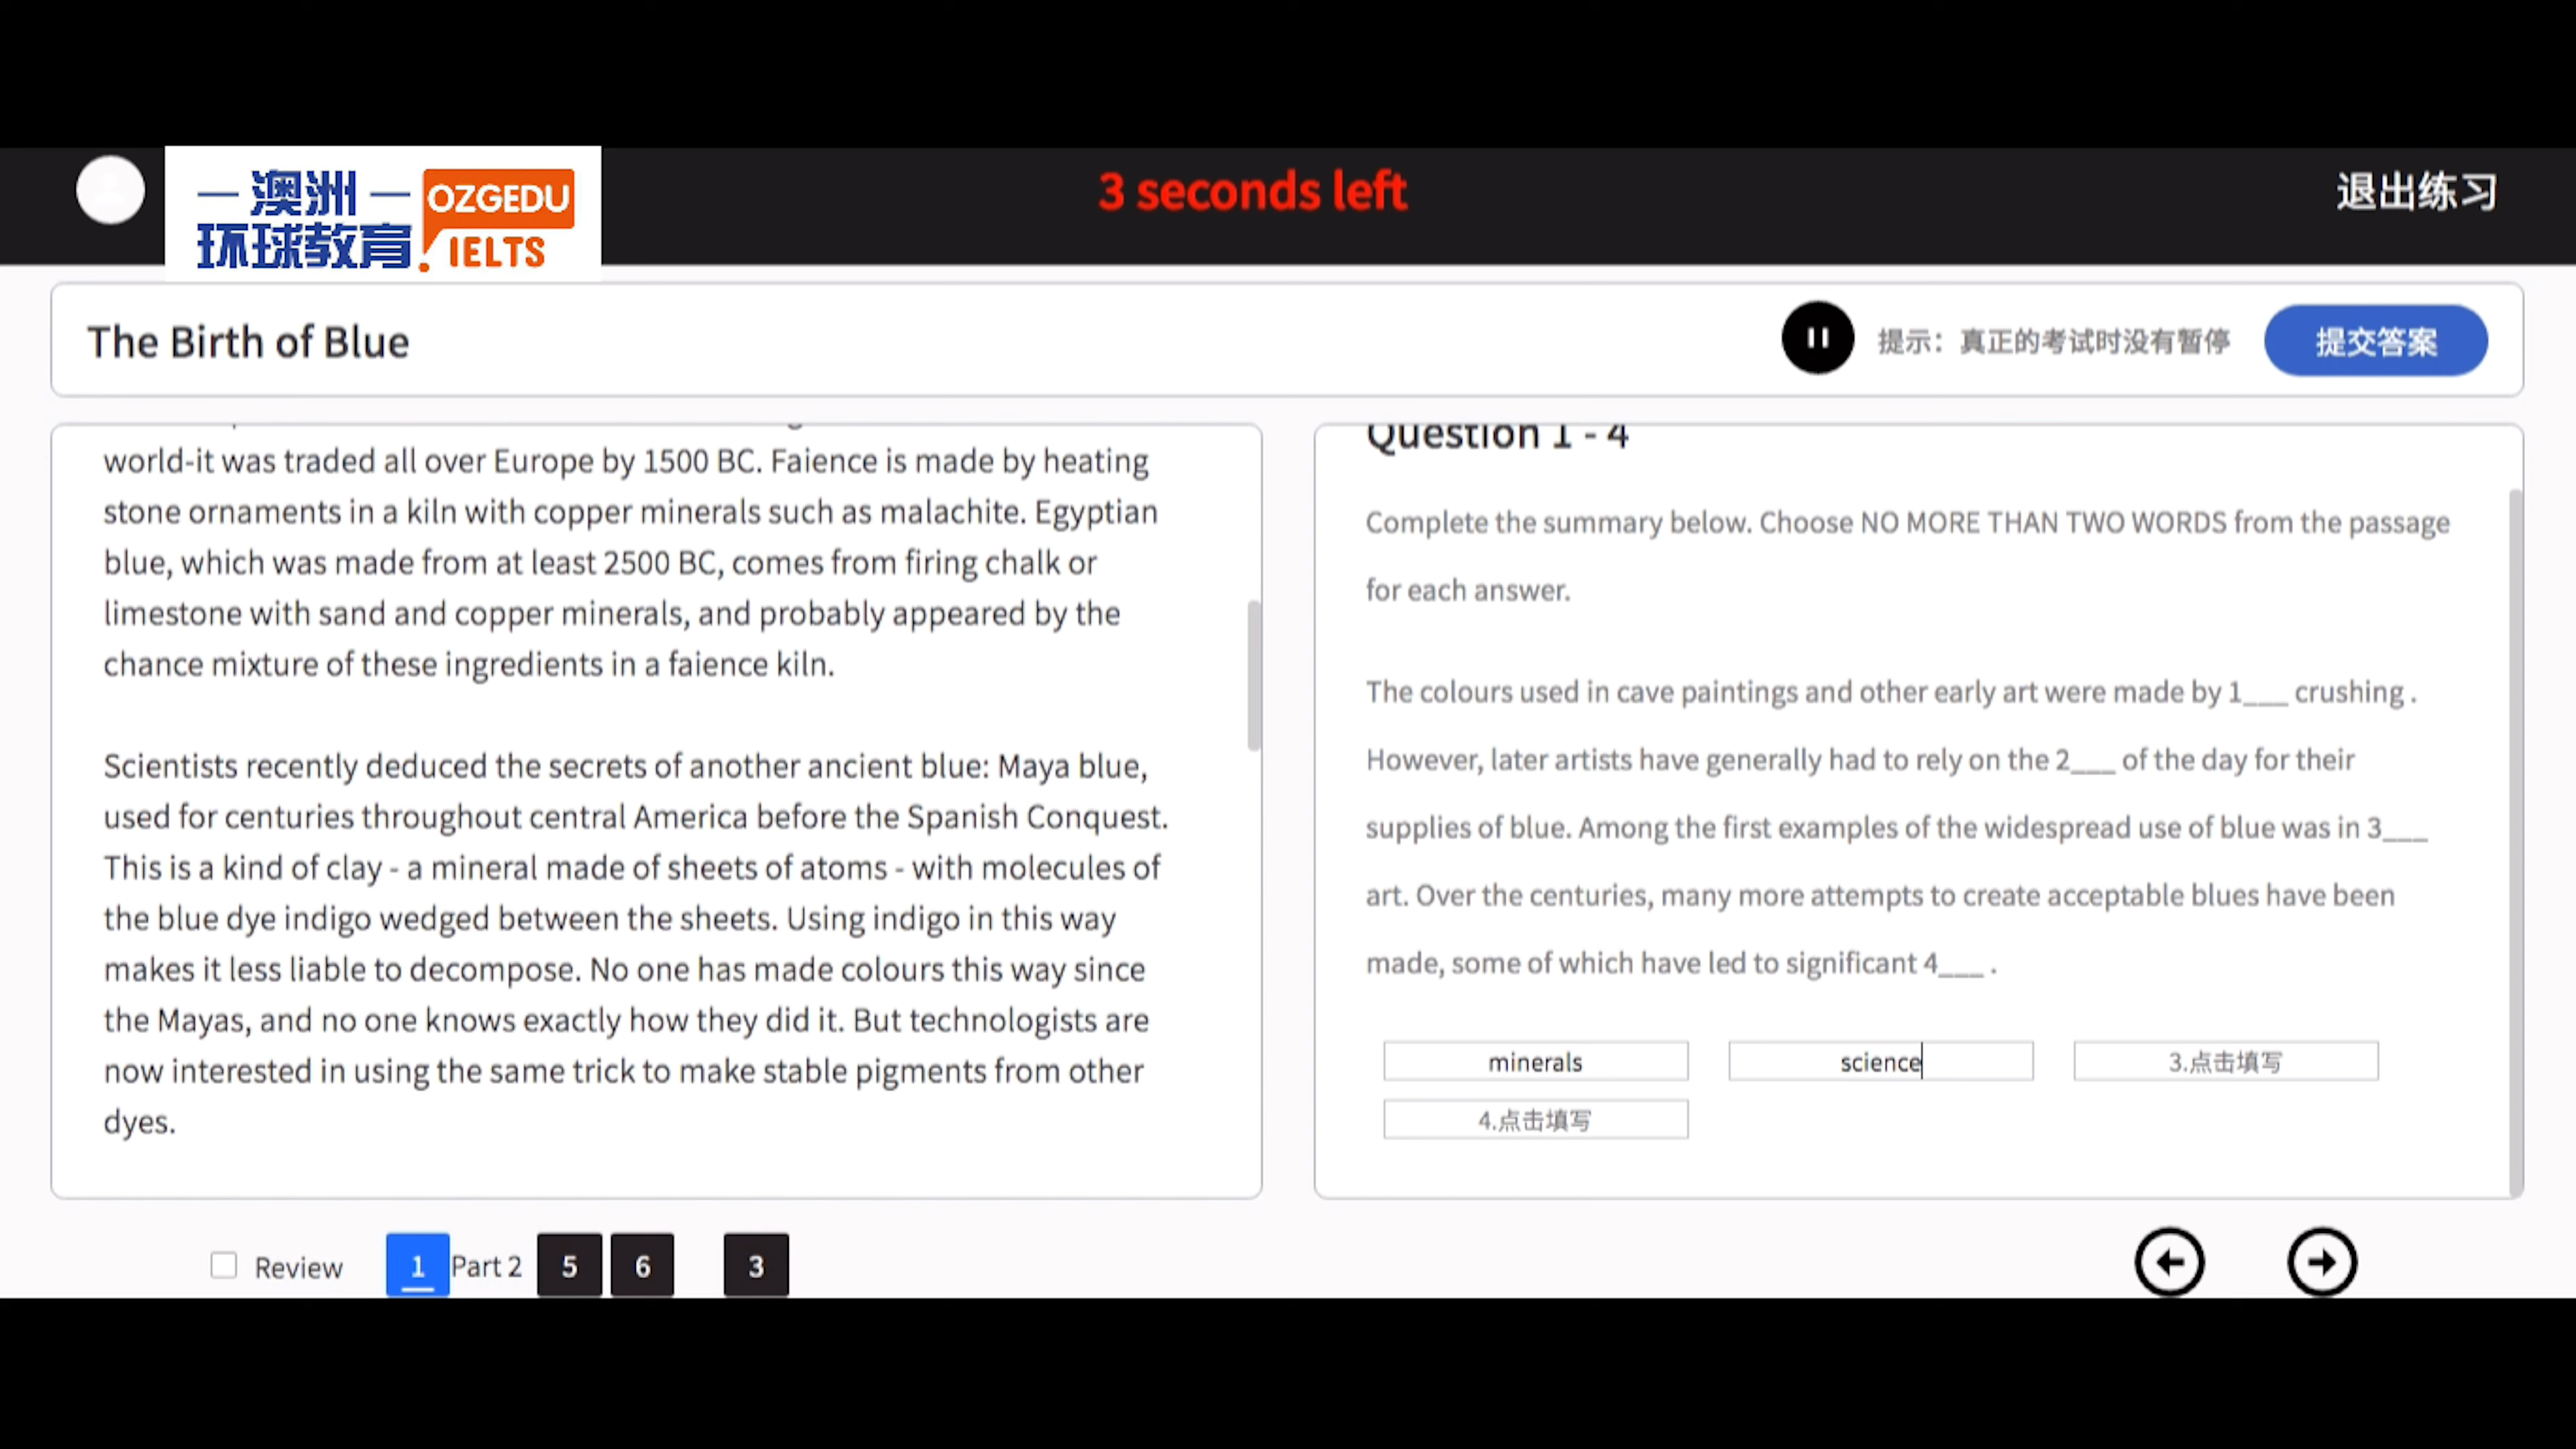 澳洲
环球教育
OZGEDU
IELTS
3 seconds left
退出练习
The Birth of Blue
提示：真正的考试时没有暂停
提交答案
world-it was traded all over Europe by 1500 BC. Faience is made by heating
stone ornaments in a kiln with copper minerals such as malachite. Egyptian
blue, which was made from at least 2500 BC, comes from firing chalk or
limestone with sand and copper minerals, and probably appeared by the
chance mixture of these ingredients in a faience kiln.
Scientists recently deduced the secrets of another ancient blue: Maya blue,
used for centuries throughout central America before the Spanish Conquest.
This is a kind of clay - a mineral made of sheets of atoms - with molecules of
the blue dye indigo wedged between the sheets. Using indigo in this way
makes it less liable to decompose. No one has made colours this way since
the Mayas, and no one knows exactly how they did it. But technologists are
now interested in using the same trick to make stable pigments from other
dyes.
Question 1 - 4
Complete the summary below. Choose NO MORE THAN TWO WORDS from the passage
for each answer.
The colours used in cave paintings and other early art were made by 1___ crushing .
However, later artists have generally had to rely on the 2___ of the day for their
supplies of blue. Among the first examples of the widespread use of blue was in 3___
art. Over the centuries, many more attempts to create acceptable blues have been
made, some of which have led to significant 4___ .
minerals
science
3.点击填写
4.点击填写
Review
1
Part 2
5
6
3